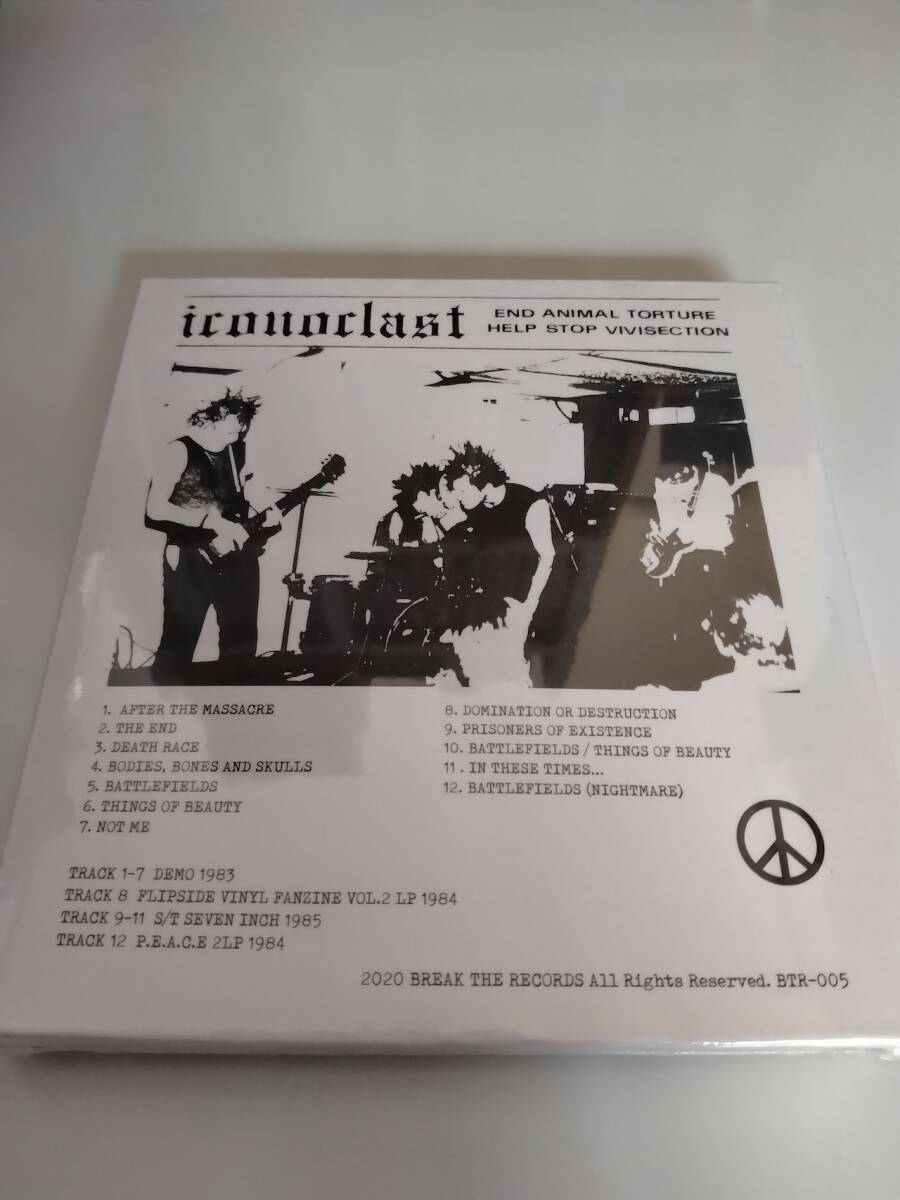 iconoclast
END ANIMAL TORTURE
HELP STOP VIVISECTION
1. AFTER THE MASSACRE
2. THE END
3. DEATH RACE
4. BODIES, BONES AND SKULLS
5. BATTLEFIELDS
6. THINGS OF BEAUTY
7. NOT ME
8. DOMINATION OR DESTRUCTION
9. PRISONERS OF EXISTENCE
10. BATTLEFIELDS / THINGS OF BEAUTY
11. IN THESE TIMES...
12. BATTLEFIELDS (NIGHTMARE)
TRACK 1-7 DEMO 1983
TRACK 8 FLIPSIDE VINYL FANZINE VOL.2 LP 1984
TRACK 9-11 S/T SEVEN INCH 1985
TRACK 12 P.E.A.C.E 2LP 1984
2020 BREAK THE RECORDS All Rights Reserved. BTR-005